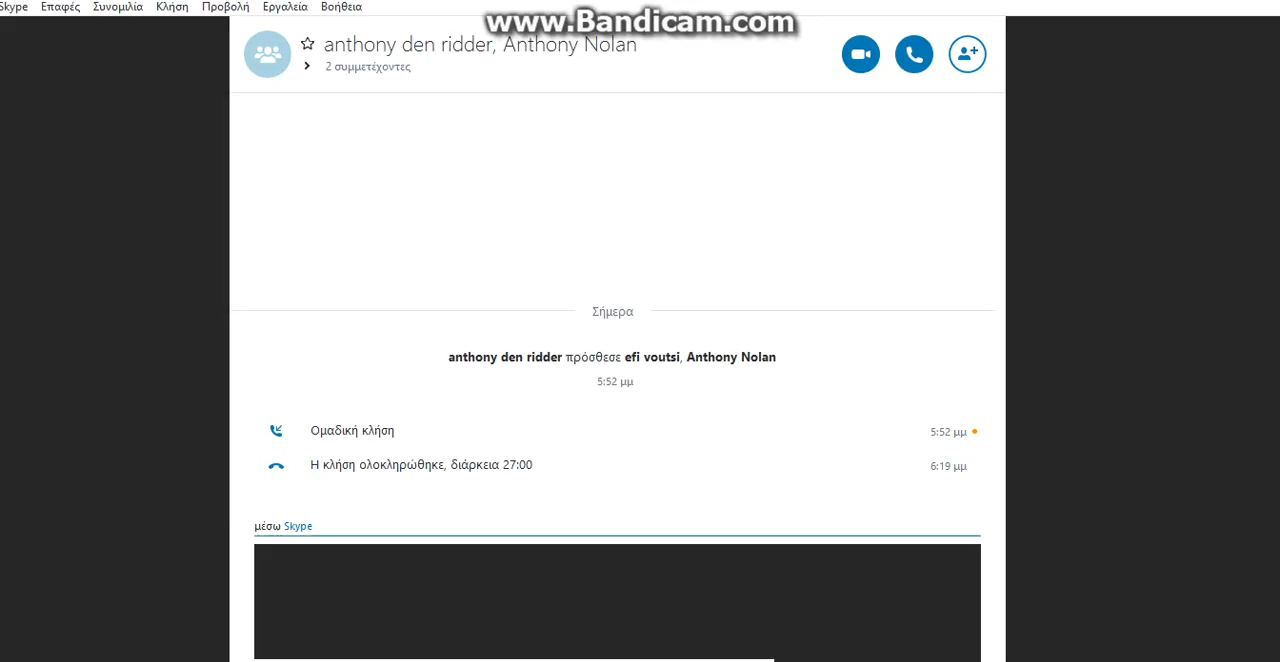 Skype Επαφές Συνομιλία Κλήση Προβολή Εργαλεία Βοήθεια
www.Bandicam.com
anthony den ridder, Anthony Nolan
2 συμμετέχοντες
Σήμερα
anthony den ridder πρόσθεσε efi voutsi, Anthony Nolan
5:52 μμ
Ομαδική κλήση 5:52 μμ
Η κλήση ολοκληρώθηκε, διάρκεια 27:00 6:19 μμ
μέσω Skype